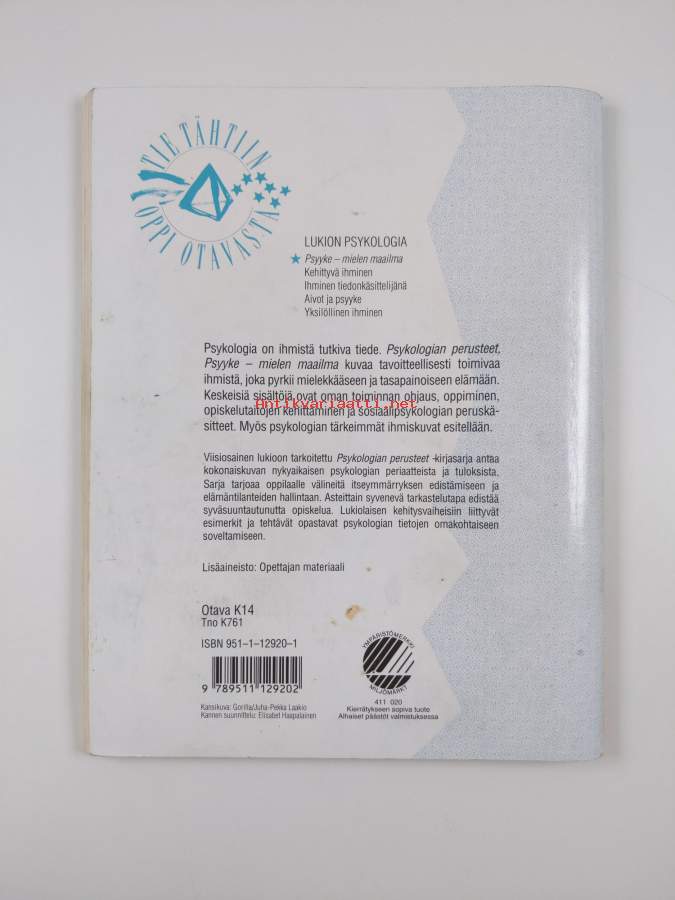 TIE TÄHTIIN
OPPI OTAVASTA
LUKION PSYKOLOGIA
Psyyke – mielen maailma
Kehittyvä ihminen
Ihminen tiedonkäsittelijänä
Aivot ja psyyke
Yksilöllinen ihminen
Psykologia on ihmistä tutkiva tiede. Psykologian perusteet,
Psyyke – mielen maailma kuvaa tavoitteellisesti toimivaa
ihmistä, joka pyrkii mielekkääseen ja tasapainoiseen elämään.
Keskeisiä sisältöjä ovat oman toiminnan ohjaus, oppiminen,
Antikvariaatti.net
opiskelutaitojen kehittäminen ja sosiaalipsykologian peruskä-
sitteet. Myös psykologian tärkeimmät ihmiskuvat esitellään.
Viisiosainen lukioon tarkoitettu Psykologian perusteet -kirjasarja antaa
kokonaiskuvan nykyaikaisen psykologian periaatteista ja tuloksista.
Sarja tarjoaa oppilaalle välineitä itseymmärryksen edistämiseen ja
elämäntilanteiden hallintaan. Asteittain syvenevä tarkastelutapa edistää
syväsuuntautunutta opiskelua. Lukiolaisen kehitysvaiheisiin liittyvät
esimerkit ja tehtävät opastavat psykologian tietojen omakohtaiseen
soveltamiseen.
Lisäaineisto: Opettajan materiaali
Otava K14
Tno K761
ISBN 951–1–12920–1
9 789511 129202
Kansikuva: Gorilla/Juha-Pekka Laakio
Kannen suunnittelu: Elisabet Haapalainen
YMPÄRISTÖMERKKI
MILJÖMÄRKT
411 020
Kierrätykseen sopiva tuote
Alhaiset päästöt valmistuksessa